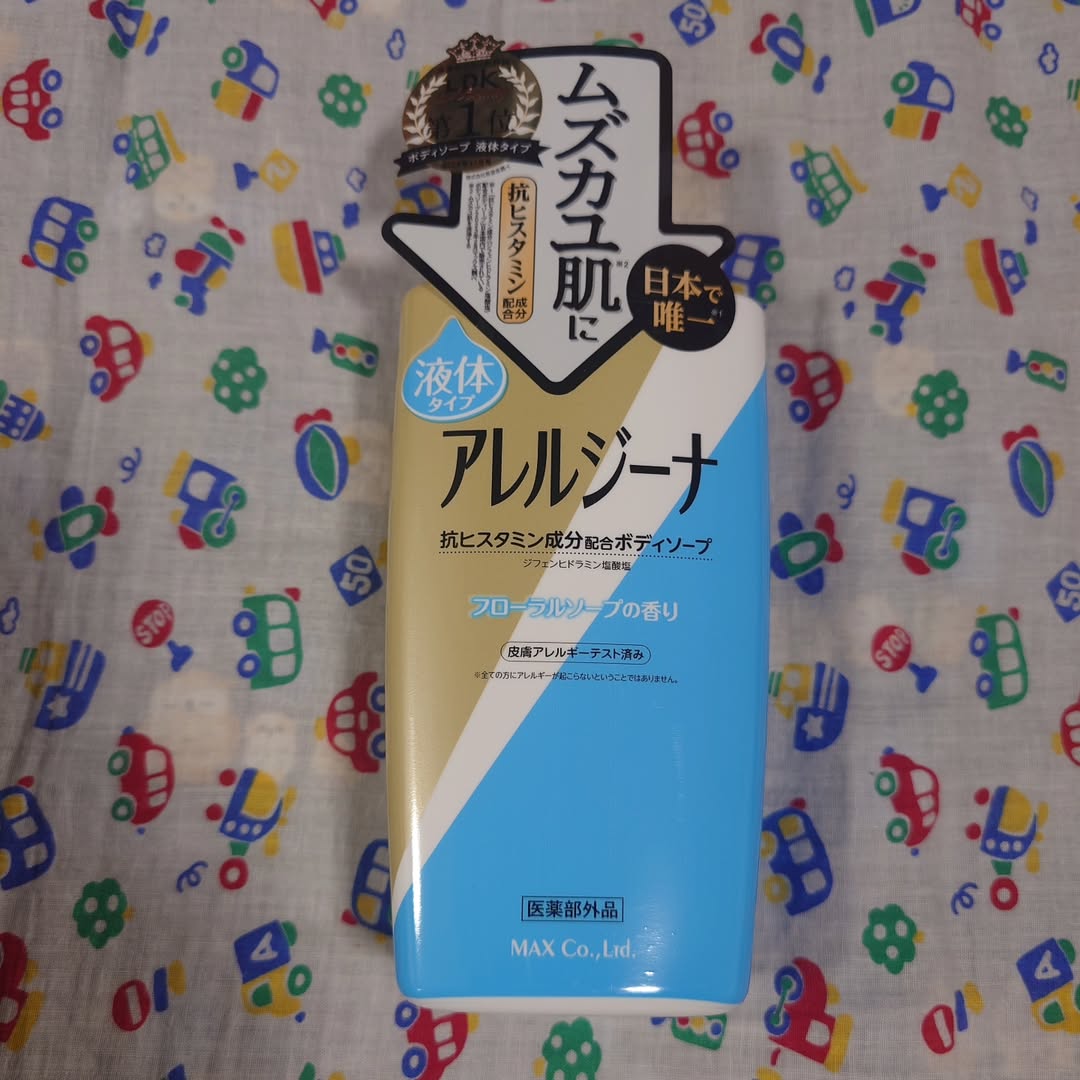 LDK
第1位
ボディソープ 液体タイプ
ムズカユ肌に
※2
抗ヒスタミン
成分
配合
日本で
唯一
※1
液体
タイプ
アレルジーナ
抗ヒスタミン成分配合ボディソープ
ジフェンヒドラミン塩酸塩
フローラルソープの香り
皮膚アレルギーテスト済み
※全ての方にアレルギーが起こらないということではありません。
医薬部外品
MAX Co.,Ltd.
50
50
50
STOP
STOP